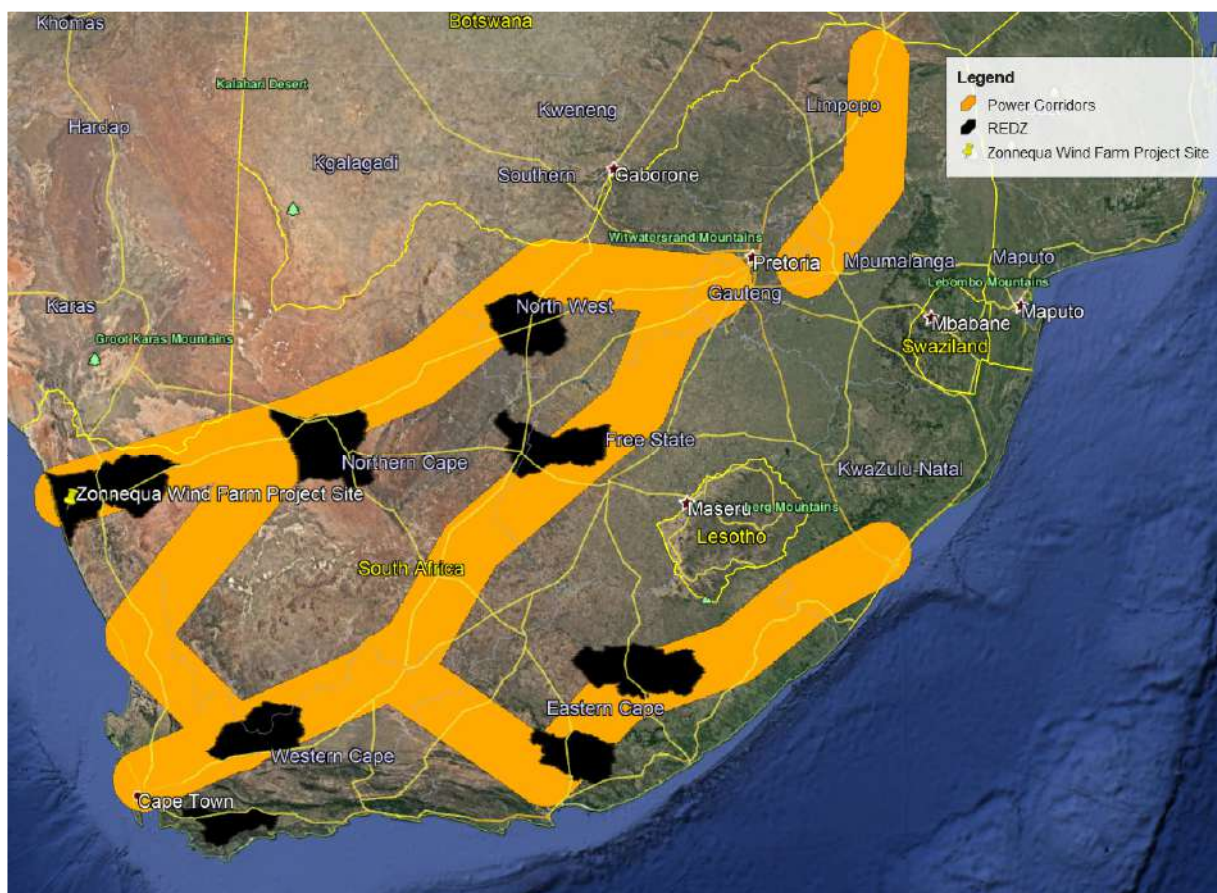 Khomas
Botswana
Legend
Power Corridors
REDZ
Zonnequa Wind Farm Project Site
Kalahari Desert
Limpopo
Kweneng
Hardap
Kgalagadi
Southern
Gaborone
Witwatersrand Mountains
Pretoria
Mpumalanga
Maputo
Lebombo Mountains
Gauteng
Karas
North West
Maputo
Mbabane
Swaziland
Groot Karas Mountains
Free State
Northern Cape
KwaZulu-Natal
Zonnequa Wind Farm Project Site
Maseru
berg Mountains
Lesotho
South Africa
Eastern Cape
Western Cape
Cape Town